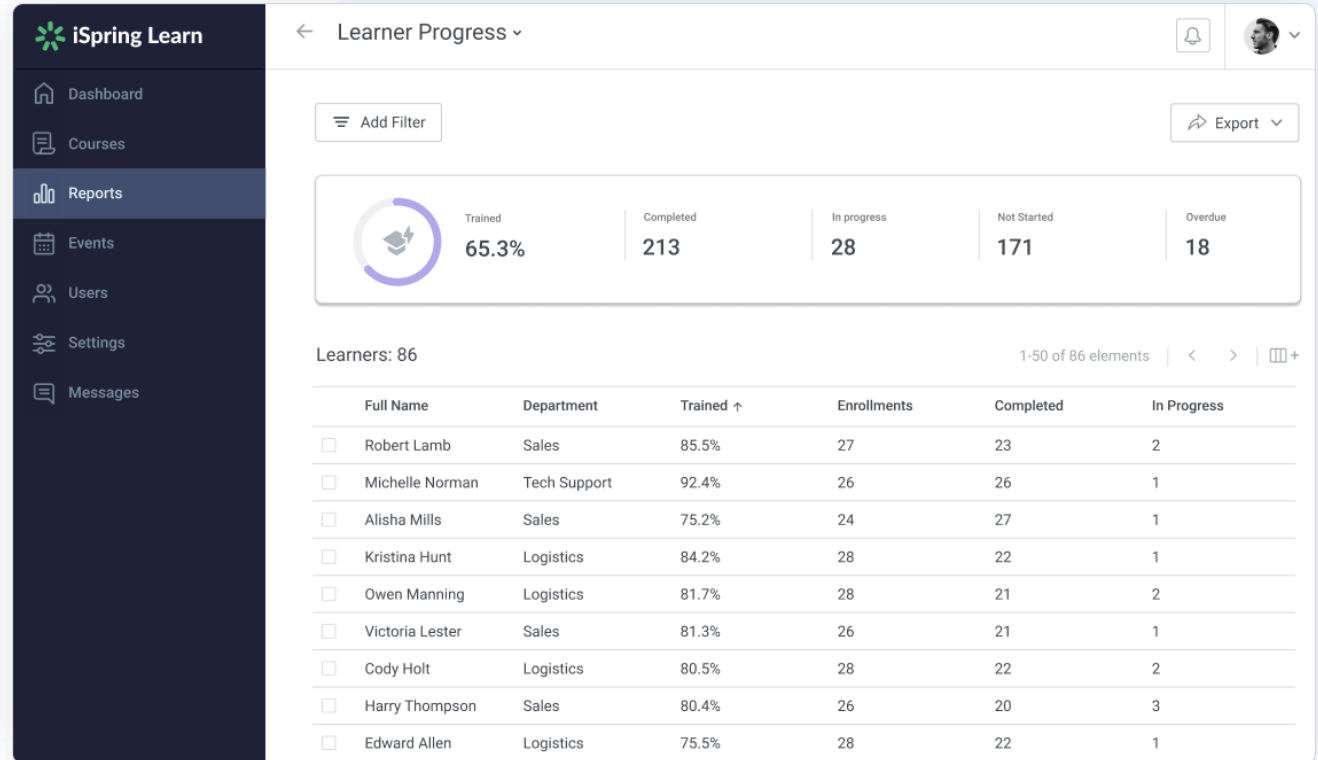 iSpring Learn
Learner Progress
Dashboard
Courses
Reports
Events
Users
Settings
Messages
Add Filter
Export
Trained Completed In progress Not Started Overdue
65.3% 213 28 171 18
Learners: 86
1-50 of 86 elements
Full Name Department Trained ↑ Enrollments Completed In Progress
Robert Lamb Sales 85.5% 27 23 2
Michelle Norman Tech Support 92.4% 26 26 1
Alisha Mills Sales 75.2% 24 27 1
Kristina Hunt Logistics 84.2% 28 22 1
Owen Manning Logistics 81.7% 28 21 2
Victoria Lester Sales 81.3% 26 21 1
Cody Holt Logistics 80.5% 28 22 2
Harry Thompson Sales 80.4% 26 20 3
Edward Allen Logistics 75.5% 28 22 1